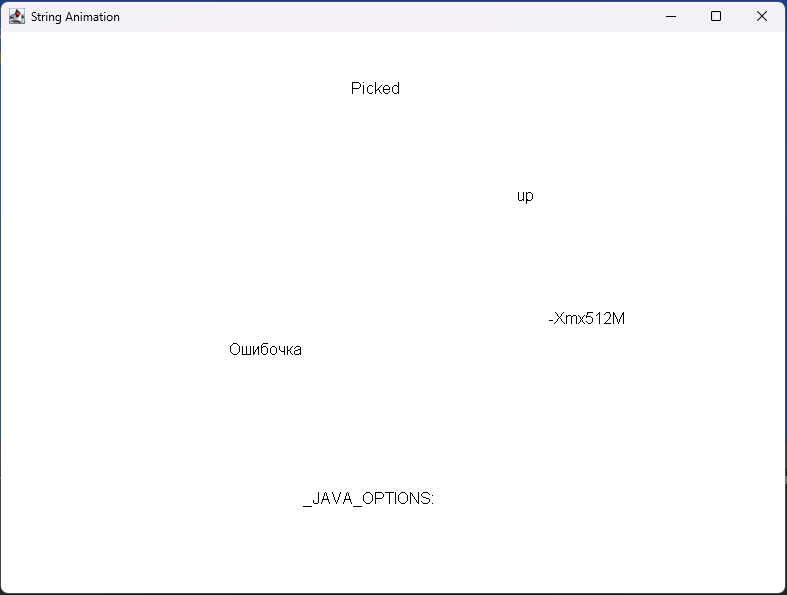 String Animation
Picked
up
-Xmx512M
Ошибочка
_JAVA_OPTIONS: